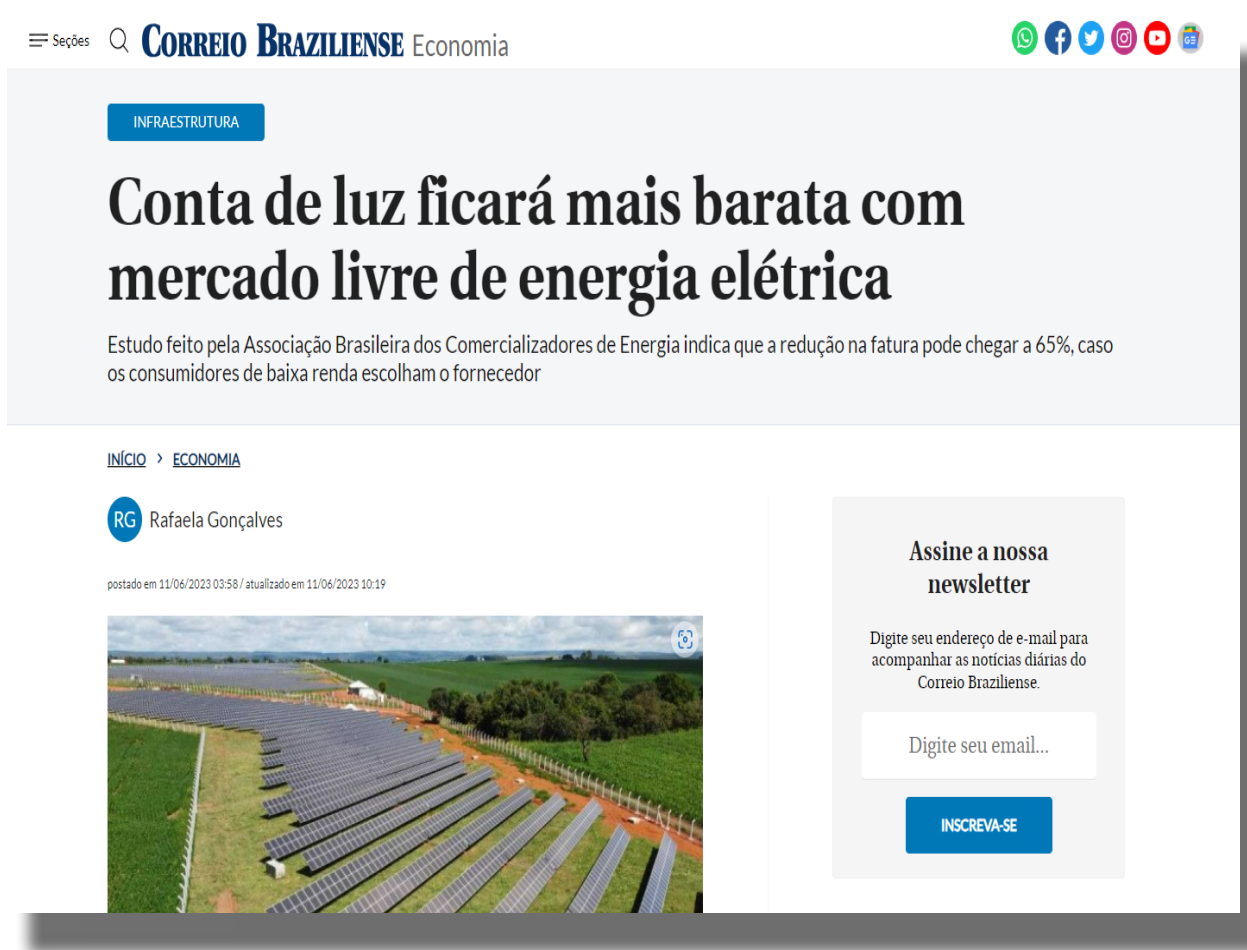 Seções
CORREIO BRAZILIENSE Economia
GE
INFRAESTRUTURA
Conta de luz ficará mais barata com
mercado livre de energia elétrica
Estudo feito pela Associação Brasileira dos Comercializadores de Energia indica que a redução na fatura pode chegar a 65%, caso
os consumidores de baixa renda escolham o fornecedor
INÍCIO > ECONOMIA
RG Rafaela Gonçalves
postado em 11/06/2023 03:58 / atualizado em 11/06/2023 10:19
Assine a nossa
newsletter
Digite seu endereço de e-mail para
acompanhar as notícias diárias do
Correio Braziliense.
Digite seu email...
INSCREVA-SE